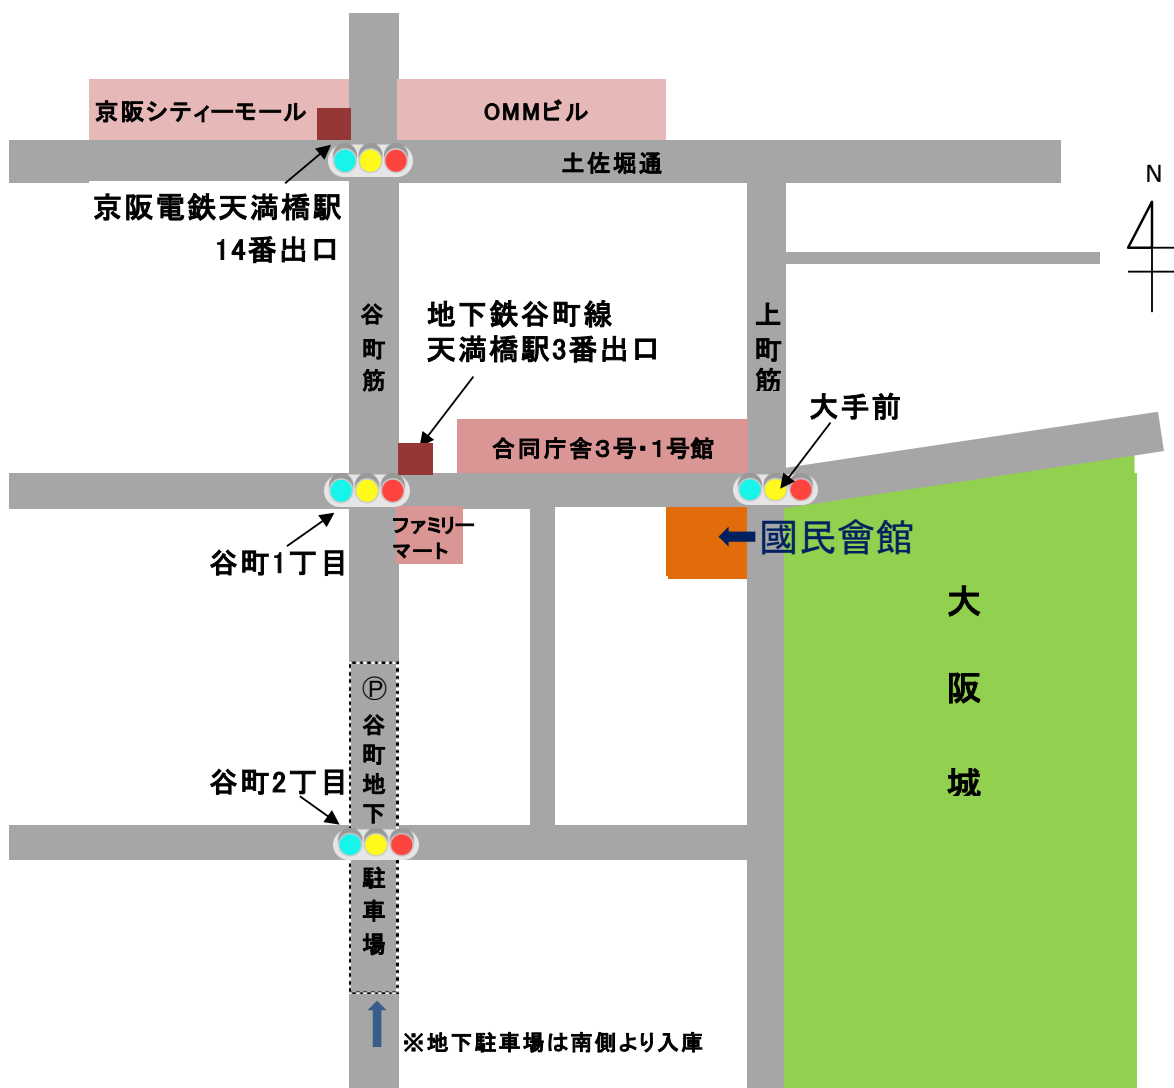 京阪シティーモール
OMMビル
土佐堀通
N
京阪電鉄天満橋駅
14番出口
谷町筋
地下鉄谷町線
天満橋駅3番出口
上町筋
大手前
合同庁舎3号・1号館
ファミリー
マート
國民會館
谷町1丁目
大阪城
Ⓟ谷町地下駐車場
谷町2丁目
※地下駐車場は南側より入庫